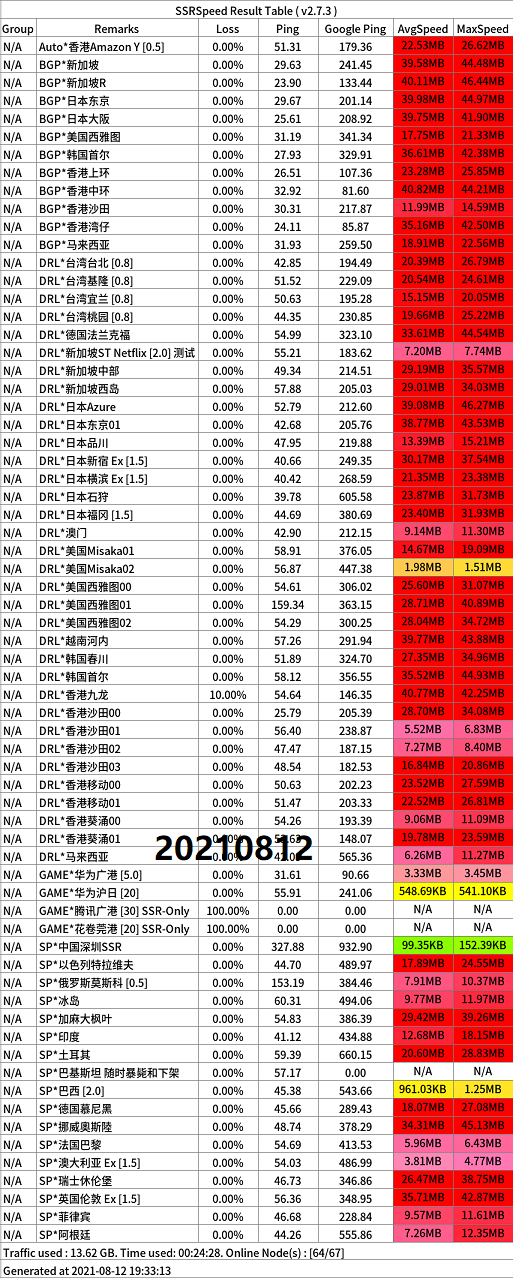 SSRSpeed Result Table ( v2.7.3 )
Group Remarks Loss Ping Google Ping AvgSpeed MaxSpeed
N/A Auto*香港Amazon Y [0.5] 0.00% 51.31 179.36 22.53MB 26.62MB
N/A BGP*新加坡 0.00% 29.63 241.45 39.58MB 44.48MB
N/A BGP*新加坡R 0.00% 23.90 133.44 40.11MB 46.44MB
N/A BGP*日本东京 0.00% 29.67 201.14 39.98MB 44.97MB
N/A BGP*日本大阪 0.00% 25.61 208.92 39.75MB 41.90MB
N/A BGP*美国西雅图 0.00% 31.19 341.34 17.75MB 21.33MB
N/A BGP*韩国首尔 0.00% 27.93 329.91 36.61MB 42.38MB
N/A BGP*香港上环 0.00% 26.51 107.36 23.28MB 25.85MB
N/A BGP*香港中环 0.00% 32.92 81.60 40.82MB 44.21MB
N/A BGP*香港沙田 0.00% 30.31 217.87 11.99MB 14.59MB
N/A BGP*香港湾仔 0.00% 24.11 85.87 35.16MB 42.50MB
N/A BGP*马来西亚 0.00% 31.93 259.50 18.91MB 22.56MB
N/A DRL*台湾台北 [0.8] 0.00% 42.85 194.49 20.39MB 26.79MB
N/A DRL*台湾基隆 [0.8] 0.00% 51.52 229.09 20.54MB 24.61MB
N/A DRL*台湾宜兰 [0.8] 0.00% 50.63 195.28 15.15MB 20.05MB
N/A DRL*台湾桃园 [0.8] 0.00% 44.35 230.85 19.66MB 25.22MB
N/A DRL*德国法兰克福 0.00% 54.99 323.10 33.61MB 44.54MB
N/A DRL*新加坡ST Netflix [2.0] 测试 0.00% 55.21 183.62 7.20MB 7.74MB
N/A DRL*新加坡中部 0.00% 49.34 214.51 29.19MB 35.57MB
N/A DRL*新加坡西岛 0.00% 57.88 205.03 29.01MB 34.03MB
N/A DRL*日本Azure 0.00% 52.79 212.60 39.08MB 46.27MB
N/A DRL*日本东京01 0.00% 42.68 205.76 38.77MB 43.53MB
N/A DRL*日本品川 0.00% 47.95 219.88 13.39MB 15.21MB
N/A DRL*日本新宿 Ex [1.5] 0.00% 40.66 249.35 30.17MB 37.54MB
N/A DRL*日本横滨 Ex [1.5] 0.00% 40.42 268.59 21.35MB 23.38MB
N/A DRL*日本石狩 0.00% 39.78 605.58 23.87MB 31.73MB
N/A DRL*日本福冈 [1.5] 0.00% 44.69 380.69 23.40MB 31.93MB
N/A DRL*澳门 0.00% 42.90 212.15 9.14MB 11.30MB
N/A DRL*美国Misaka01 0.00% 58.91 376.05 14.67MB 19.09MB
N/A DRL*美国Misaka02 0.00% 56.87 447.38 1.98MB 1.51MB
N/A DRL*美国西雅图00 0.00% 54.61 306.02 25.60MB 31.07MB
N/A DRL*美国西雅图01 0.00% 159.34 363.15 28.71MB 40.89MB
N/A DRL*美国西雅图02 0.00% 54.29 300.25 28.04MB 34.72MB
N/A DRL*越南河内 0.00% 57.26 291.94 39.77MB 43.88MB
N/A DRL*韩国春川 0.00% 51.89 324.70 27.35MB 34.96MB
N/A DRL*韩国首尔 0.00% 58.12 356.55 35.52MB 44.93MB
N/A DRL*香港九龙 10.00% 54.64 146.35 40.77MB 42.25MB
N/A DRL*香港沙田00 0.00% 25.79 205.39 28.70MB 34.08MB
N/A DRL*香港沙田01 0.00% 56.40 238.87 5.52MB 6.83MB
N/A DRL*香港沙田02 0.00% 47.47 187.15 7.27MB 8.40MB
N/A DRL*香港沙田03 0.00% 48.54 182.53 16.84MB 20.86MB
N/A DRL*香港移动00 0.00% 50.63 202.23 23.52MB 27.59MB
N/A DRL*香港移动01 0.00% 51.47 203.33 22.52MB 26.81MB
N/A DRL*香港葵涌00 0.00% 54.26 193.39 9.06MB 11.09MB
N/A DRL*香港葵涌01 0.00% 148.07 19.78MB 23.59MB
20210812
N/A DRL*马来西亚 0.00% 565.36 6.26MB 11.27MB
N/A GAME*华为广港 [5.0] 0.00% 31.61 90.66 3.33MB 3.45MB
N/A GAME*华为沪日 [20] 0.00% 55.91 241.06 548.69KB 541.10KB
N/A GAME*腾讯广港 [30] SSR-Only 100.00% 0.00 0.00 N/A N/A
N/A GAME*花卷莞港 [20] SSR-Only 100.00% 0.00 0.00 N/A N/A
N/A SP*中国深圳SSR 0.00% 327.88 932.90 99.35KB 152.39KB
N/A SP*以色列特拉维夫 0.00% 44.70 489.97 17.89MB 24.55MB
N/A SP*俄罗斯莫斯科 [0.5] 0.00% 153.19 384.46 7.91MB 10.37MB
N/A SP*冰岛 0.00% 60.31 494.06 9.77MB 11.97MB
N/A SP*加麻大枫叶 0.00% 54.83 386.39 29.42MB 39.26MB
N/A SP*印度 0.00% 41.12 434.88 12.68MB 18.15MB
N/A SP*土耳其 0.00% 59.39 660.15 20.60MB 28.83MB
N/A SP*巴基斯坦 随时暴毙和下架 0.00% 57.17 0.00 N/A N/A
N/A SP*巴西 [2.0] 0.00% 45.38 543.66 961.03KB 1.25MB
N/A SP*德国慕尼黑 0.00% 45.66 289.43 18.07MB 27.08MB
N/A SP*挪威奥斯陸 0.00% 48.74 378.29 34.31MB 45.13MB
N/A SP*法国巴黎 0.00% 54.69 413.53 5.96MB 6.43MB
N/A SP*澳大利亚 Ex [1.5] 0.00% 54.03 486.99 3.81MB 4.77MB
N/A SP*瑞士休伦堡 0.00% 46.73 346.86 26.47MB 38.75MB
N/A SP*英国伦敦 Ex [1.5] 0.00% 56.36 348.95 35.71MB 42.87MB
N/A SP*菲律宾 0.00% 46.68 228.84 9.57MB 11.61MB
N/A SP*阿根廷 0.00% 44.26 555.86 7.26MB 12.35MB
Traffic used : 13.62 GB. Time used: 00:24:28. Online Node(s) : [64/67]
Generated at 2021-08-12 19:33:13